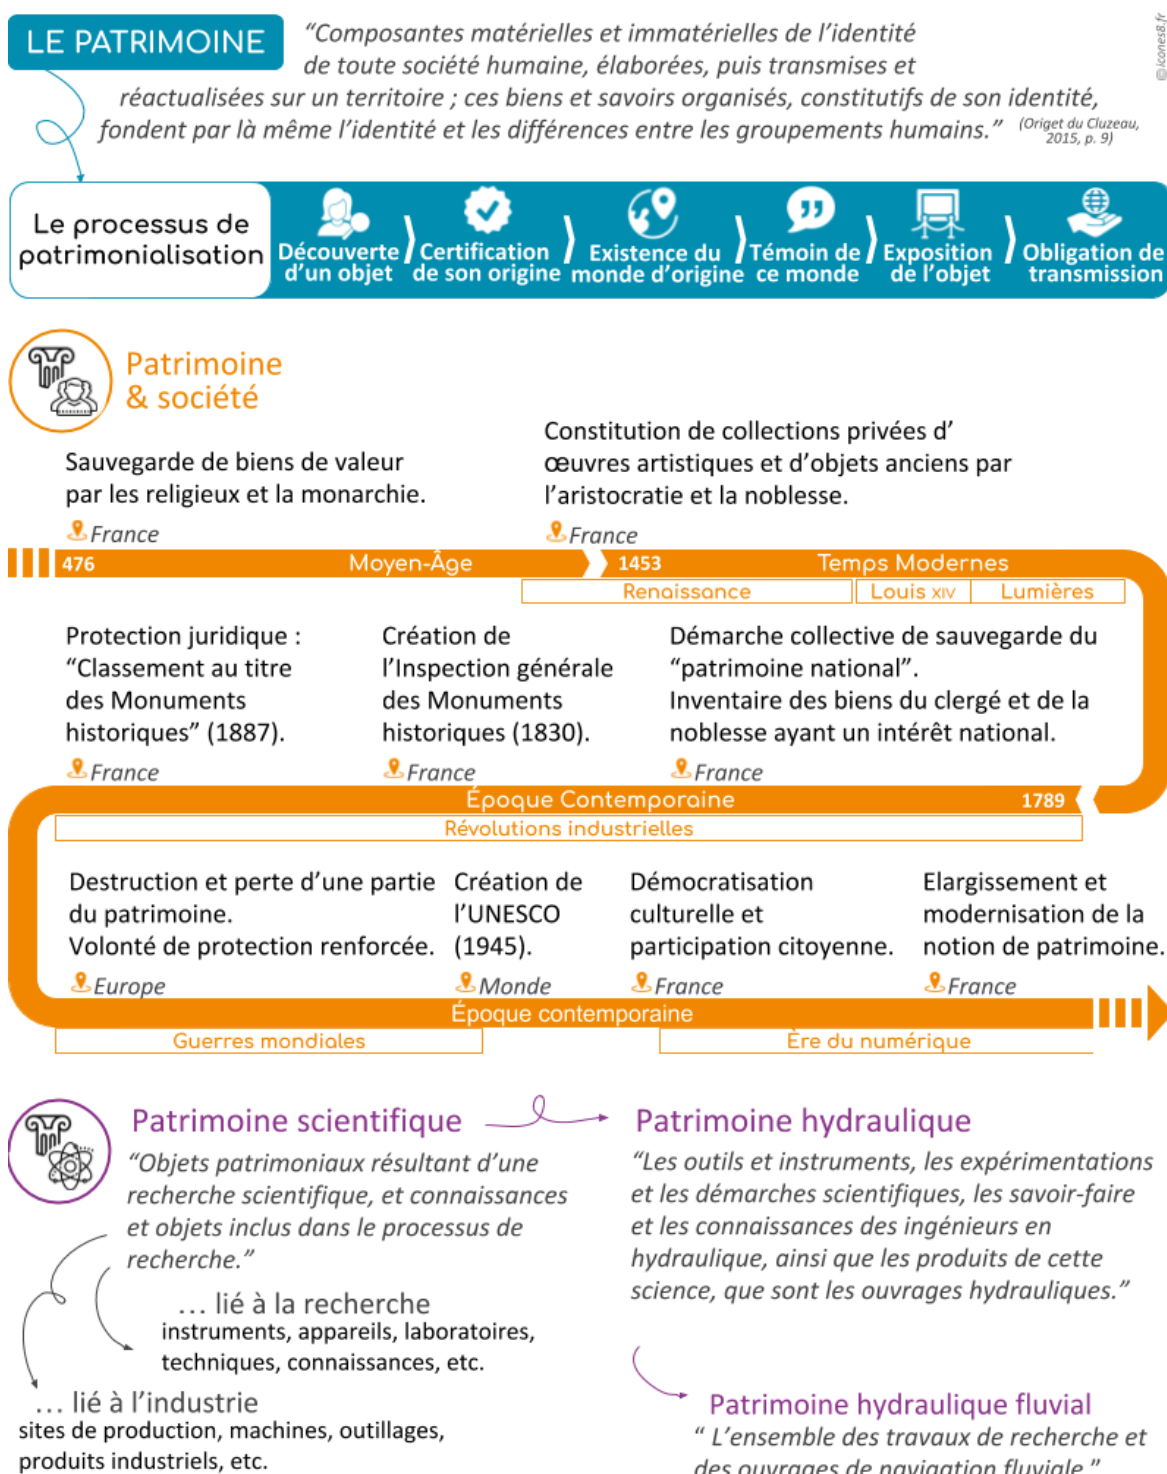 LE PATRIMOINE
“Composantes matérielles et immatérielles de l’identité
de toute société humaine, élaborées, puis transmises et
réactualisées sur un territoire ; ces biens et savoirs organisés, constitutifs de son identité,
fondent par là même l’identité et les différences entre les groupements humains.”
(Origet du Cluzeau,
2015, p. 9)
©icones8.fr
Le processus de
patrimonialisation
Découverte
d’un objet
Certification
de son origine
Existence du
monde d’origine
Témoin de
ce monde
Exposition
de l’objet
Obligation de
transmission
Patrimoine
& société
Sauvegarde de biens de valeur
par les religieux et la monarchie.
France
Constitution de collections privées d’
œuvres artistiques et d’objets anciens par
l’aristocratie et la noblesse.
France
476
Moyen-Âge
1453
Temps Modernes
Renaissance
Louis XIV
Lumières
Protection juridique :
“Classement au titre
des Monuments
historiques” (1887).
France
Création de
l’Inspection générale
des Monuments
historiques (1830).
France
Démarche collective de sauvegarde du
“patrimoine national”.
Inventaire des biens du clergé et de la
noblesse ayant un intérêt national.
France
Époque Contemporaine
1789
Révolutions industrielles
Destruction et perte d’une partie
du patrimoine.
Volonté de protection renforcée.
Europe
Création de
l’UNESCO
(1945).
Monde
Démocratisation
culturelle et
participation citoyenne.
France
Elargissement et
modernisation de la
notion de patrimoine.
France
Époque contemporaine
Guerres mondiales
Ère du numérique
Patrimoine scientifique
“Objets patrimoniaux résultant d’une
recherche scientifique, et connaissances
et objets inclus dans le processus de
recherche.”
… lié à la recherche
instruments, appareils, laboratoires,
techniques, connaissances, etc.
… lié à l’industrie
sites de production, machines, outillages,
produits industriels, etc.
Patrimoine hydraulique
“Les outils et instruments, les expérimentations
et les démarches scientifiques, les savoir-faire
et les connaissances des ingénieurs en
hydraulique, ainsi que les produits de cette
science, que sont les ouvrages hydrauliques.”
Patrimoine hydraulique fluvial
“ L’ensemble des travaux de recherche et
des ouvrages de navigation fluviale.”